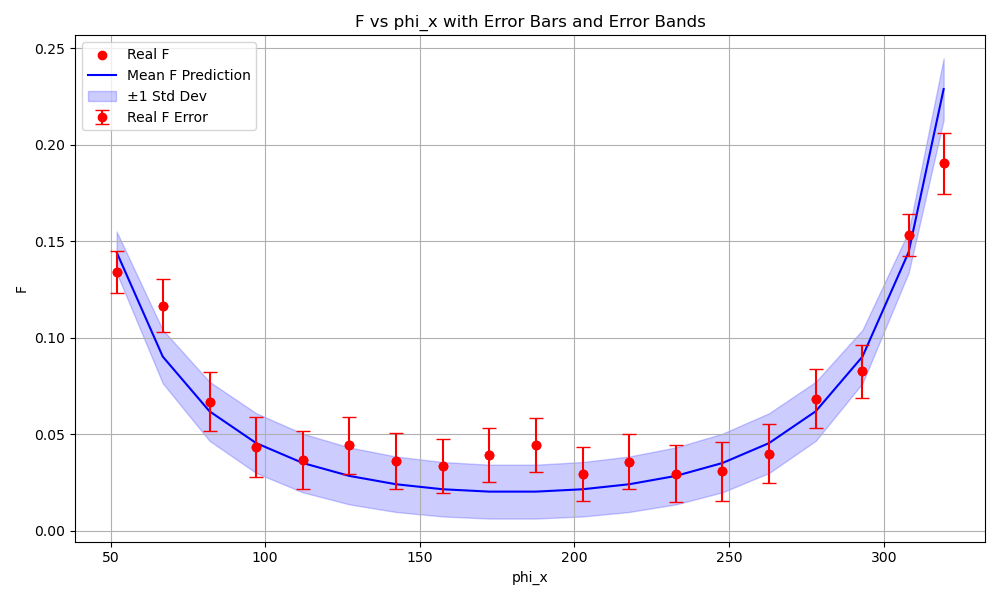 F vs phi_x with Error Bars and Error Bands
Real F
Mean F Prediction
±1 Std Dev
Real F Error
0.25
0.20
0.15
0.10
0.05
0.00
F
50
100
150
200
250
300
phi_x